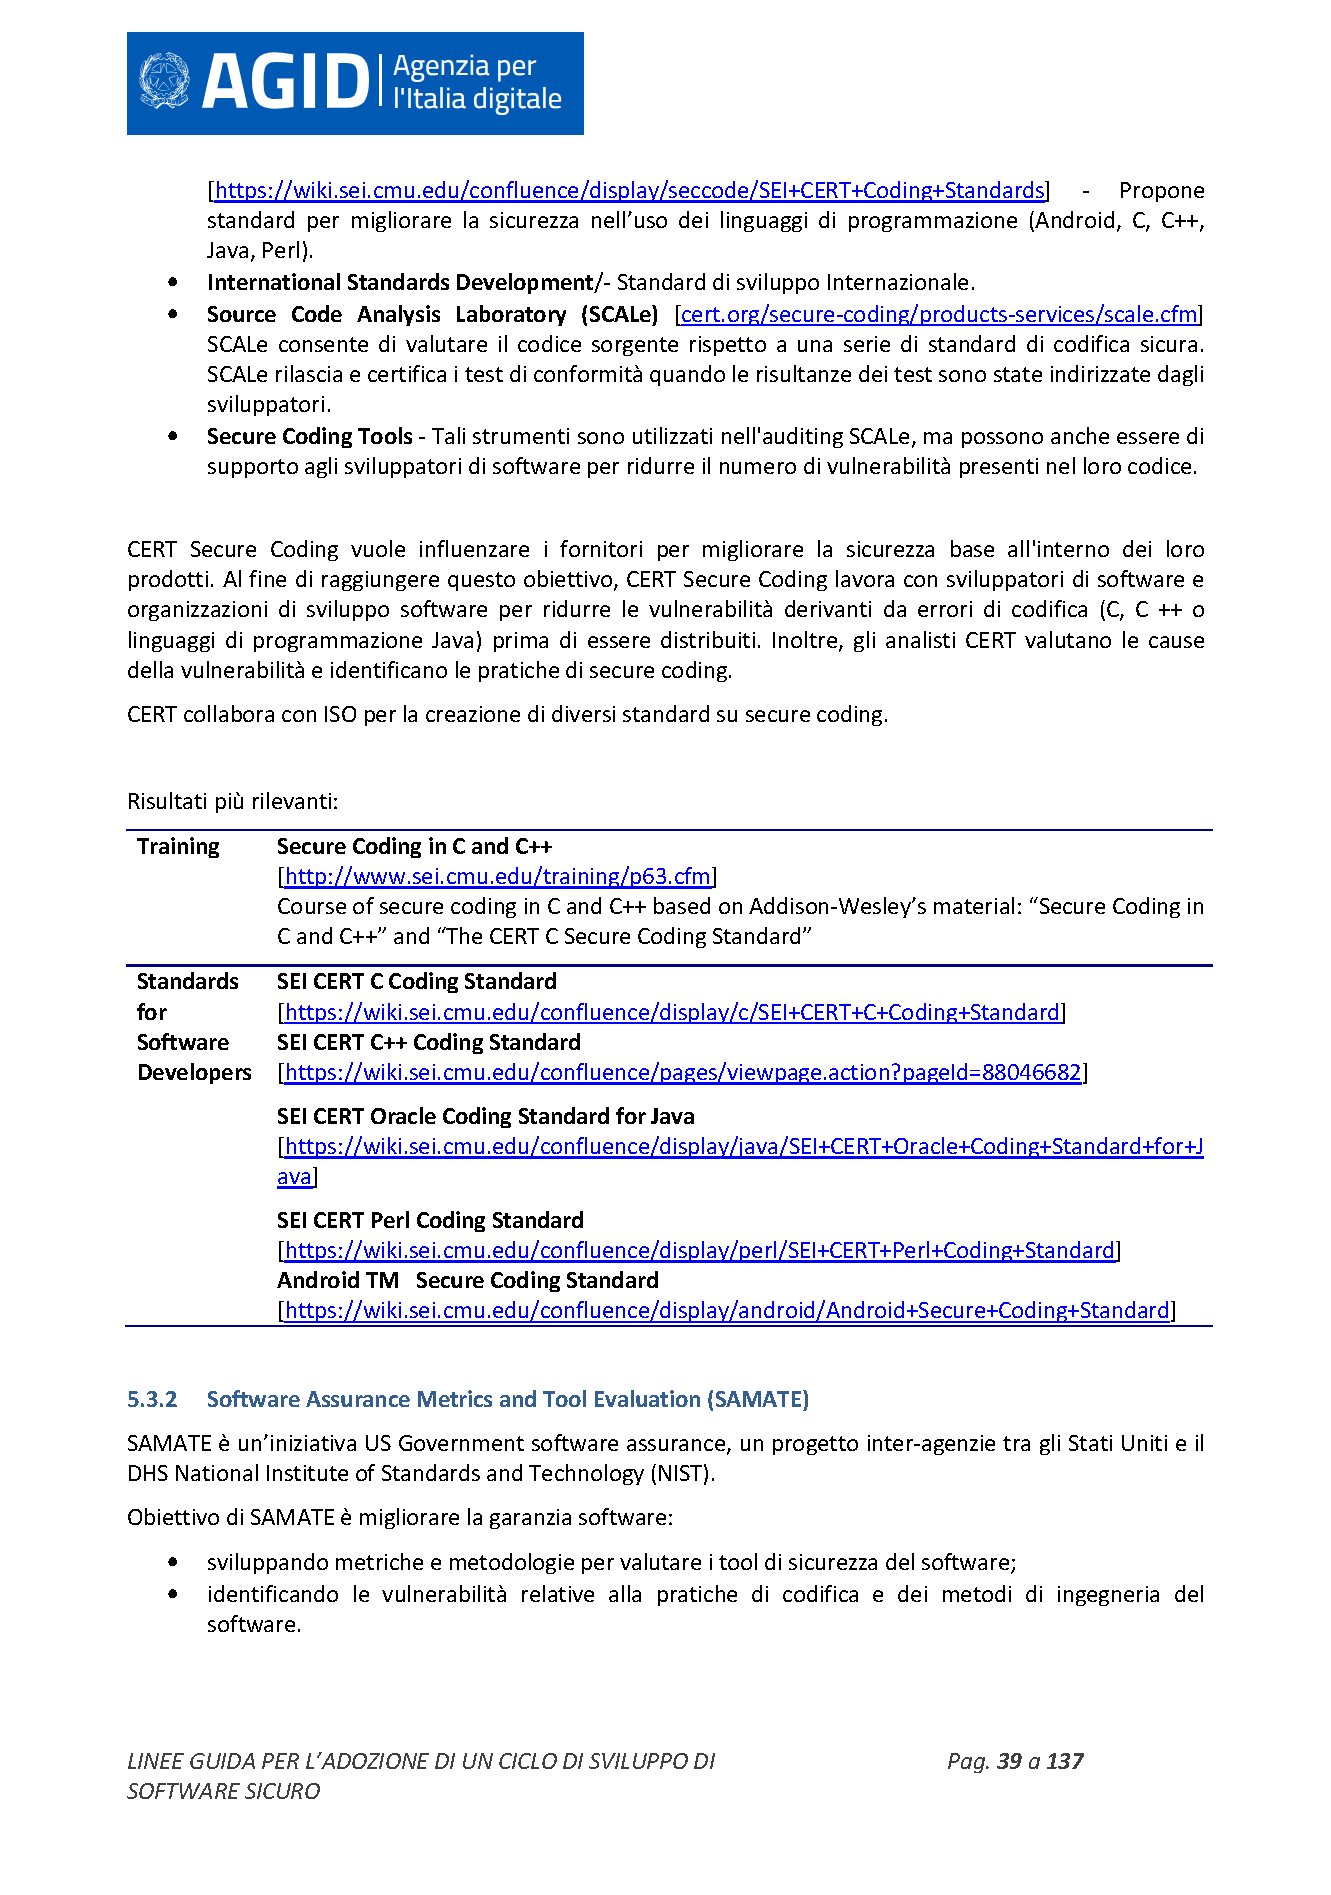 AGID Agenzia per
l'Italia digitale
[https://wiki.sei.cmu.edu/confluence/display/seccode/SEI+CERT+Coding+Standards] - Propone
standard per migliorare la sicurezza nell’uso dei linguaggi di programmazione (Android, C, C++,
Java, Perl).
• International Standards Development/- Standard di sviluppo Internazionale.
• Source Code Analysis Laboratory (SCALe) [cert.org/secure-coding/products-services/scale.cfm]
SCALe consente di valutare il codice sorgente rispetto a una serie di standard di codifica sicura.
SCALe rilascia e certifica i test di conformità quando le risultanze dei test sono state indirizzate dagli
sviluppatori.
• Secure Coding Tools - Tali strumenti sono utilizzati nell'auditing SCALe, ma possono anche essere di
supporto agli sviluppatori di software per ridurre il numero di vulnerabilità presenti nel loro codice.
CERT Secure Coding vuole influenzare i fornitori per migliorare la sicurezza base all'interno dei loro
prodotti. Al fine di raggiungere questo obiettivo, CERT Secure Coding lavora con sviluppatori di software e
organizzazioni di sviluppo software per ridurre le vulnerabilità derivanti da errori di codifica (C, C ++ o
linguaggi di programmazione Java) prima di essere distribuiti. Inoltre, gli analisti CERT valutano le cause
della vulnerabilità e identificano le pratiche di secure coding.
CERT collabora con ISO per la creazione di diversi standard su secure coding.
Risultati più rilevanti:
Training Secure Coding in C and C++
[http://www.sei.cmu.edu/training/p63.cfm]
Course of secure coding in C and C++ based on Addison-Wesley’s material: “Secure Coding in
C and C++” and “The CERT C Secure Coding Standard”
Standards SEI CERT C Coding Standard
for [https://wiki.sei.cmu.edu/confluence/display/c/SEI+CERT+C+Coding+Standard]
Software SEI CERT C++ Coding Standard
Developers [https://wiki.sei.cmu.edu/confluence/pages/viewpage.action?pageId=88046682]
SEI CERT Oracle Coding Standard for Java
[https://wiki.sei.cmu.edu/confluence/display/java/SEI+CERT+Oracle+Coding+Standard+for+J
ava]
SEI CERT Perl Coding Standard
[https://wiki.sei.cmu.edu/confluence/display/perl/SEI+CERT+Perl+Coding+Standard]
Android TM Secure Coding Standard
[https://wiki.sei.cmu.edu/confluence/display/android/Android+Secure+Coding+Standard]
5.3.2 Software Assurance Metrics and Tool Evaluation (SAMATE)
SAMATE è un’iniziativa US Government software assurance, un progetto inter-agenzie tra gli Stati Uniti e il
DHS National Institute of Standards and Technology (NIST).
Obiettivo di SAMATE è migliorare la garanzia software:
• sviluppando metriche e metodologie per valutare i tool di sicurezza del software;
• identificando le vulnerabilità relative alla pratiche di codifica e dei metodi di ingegneria del
software.
LINEE GUIDA PER L’ADOZIONE DI UN CICLO DI SVILUPPO DI Pag. 39 a 137
SOFTWARE SICURO